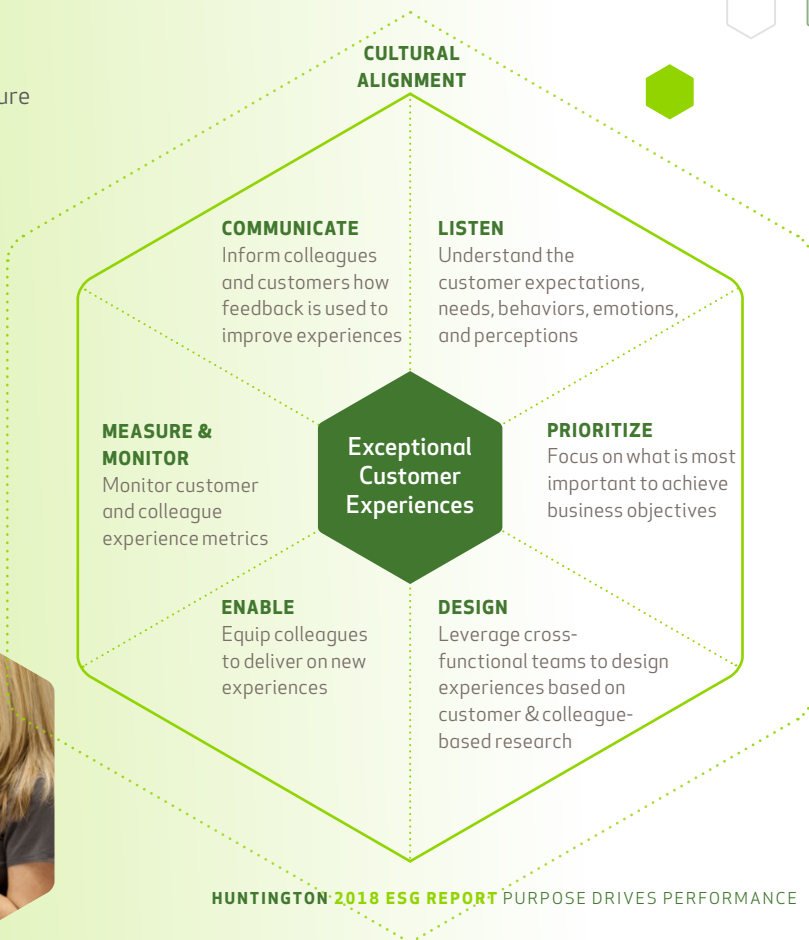 CULTURAL
ALIGNMENT
COMMUNICATE
Inform colleagues
and customers how
feedback is used to
improve experiences
LISTEN
Understand the
customer expectations,
needs, behaviors, emotions,
and perceptions
MEASURE &
MONITOR
Monitor customer
and colleague
experience metrics
Exceptional
Customer
Experiences
PRIORITIZE
Focus on what is most
important to achieve
business objectives
ENABLE
Equip colleagues
to deliver on new
experiences
DESIGN
Leverage cross-
functional teams to design
experiences based on
customer & colleague-
based research
HUNTINGTON 2018 ESG REPORT PURPOSE DRIVES PERFORMANCE